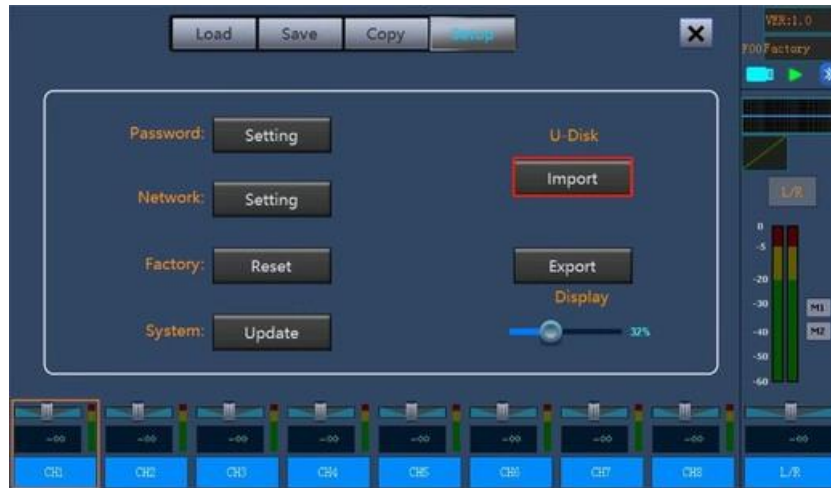 Load Save Copy Setup
VER:1.0
F00Factory
Password: Setting
U-Disk
Import
Network: Setting
L/R
Factory: Reset
Export
Display
System: Update
32%
0
-5
-20
-30
-40
-50
-60
M1
M2
-∞ -∞ -∞ -∞ -∞ -∞ -∞ -∞ -∞
CH1 CH2 CH3 CH4 CH5 CH6 CH7 CH8 L/R